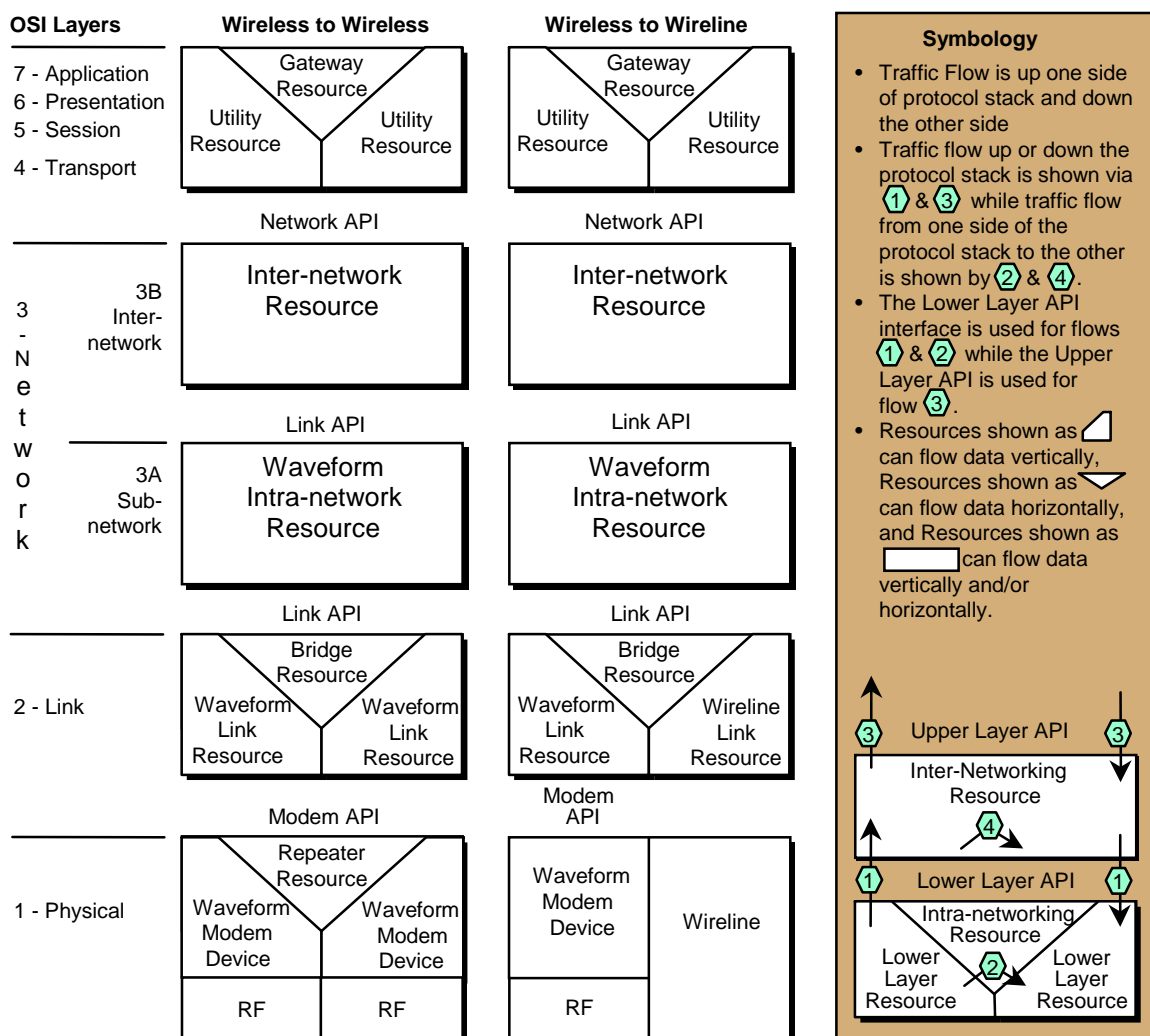 OSI Layers
Wireless to Wireless
Wireless to Wireline
7 - Application
6 - Presentation
5 - Session
4 - Transport
Gateway
Resource
Utility
Resource
Utility
Resource
Gateway
Resource
Utility
Resource
Utility
Resource
Network API
Network API
3
-
N
e
t
w
o
r
k
3B
Inter-
network
Inter-network
Resource
Inter-network
Resource
Link API
Link API
3A
Sub-
network
Waveform
Intra-network
Resource
Waveform
Intra-network
Resource
Link API
Link API
2 - Link
Bridge
Resource
Waveform
Link
Resource
Waveform
Link
Resource
Bridge
Resource
Waveform
Link
Resource
Wireline
Link
Resource
Modem API
Modem
API
1 - Physical
Repeater
Resource
Waveform
Modem
Device
Waveform
Modem
Device
RF
RF
Waveform
Modem
Device
RF
Wireline
Symbology
• Traffic Flow is up one side
of protocol stack and down
the other side
• Traffic flow up or down the
protocol stack is shown via
1 & 3 while traffic flow
from one side of the
protocol stack to the other
is shown by 2 & 4.
• The Lower Layer API
interface is used for flows
1 & 2 while the Upper
Layer API is used for
flow 3.
• Resources shown as
can flow data vertically,
Resources shown as
can flow data horizontally,
and Resources shown as
can flow data
vertically and/or
horizontally.
3 Upper Layer API 3
Inter-Networking
Resource
4
1 Lower Layer API 1
Intra-networking
Resource
Lower
Layer
Resource
2
Lower
Layer
Resource